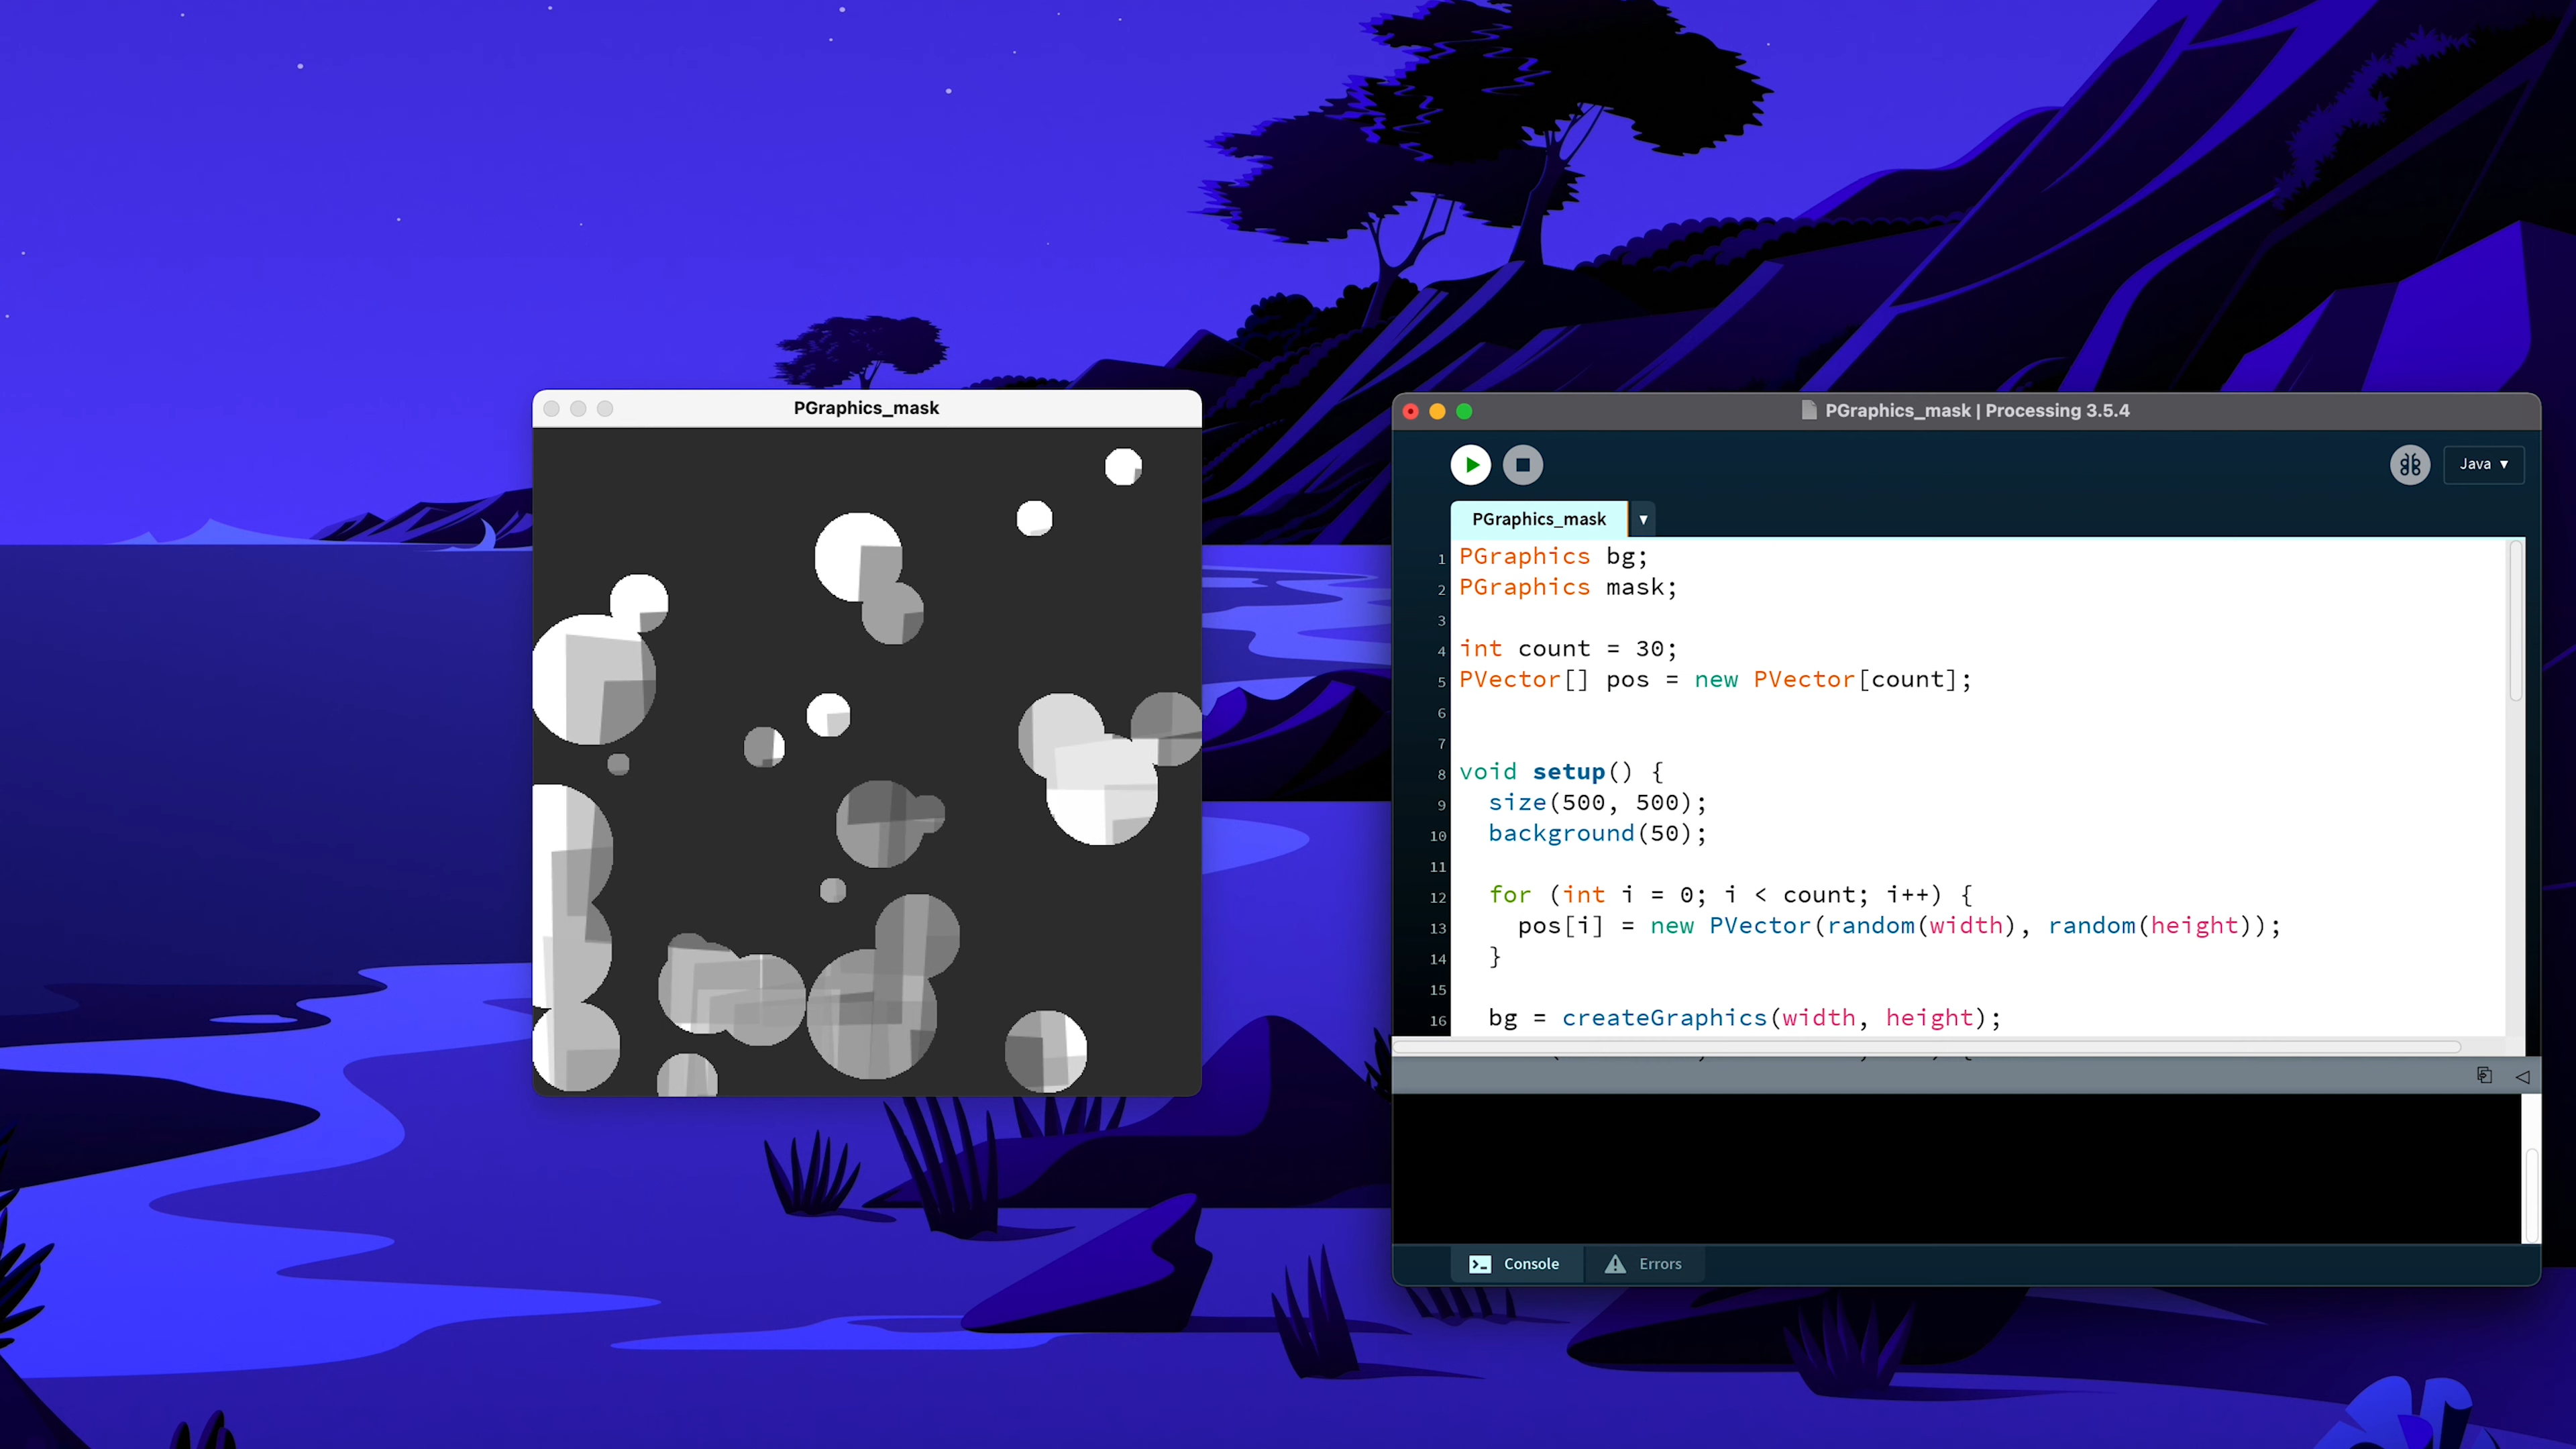 PGraphics_mask
PGraphics_mask | Processing 3.5.4
Java
PGraphics_mask
1 PGraphics bg;
2 PGraphics mask;
3
4 int count = 30;
5 PVector[] pos = new PVector[count];
6
7
8 void setup() {
9 size(500, 500);
10 background(50);
11
12 for (int i = 0; i < count; i++) {
13 pos[i] = new PVector(random(width), random(height));
14 }
15
16 bg = createGraphics(width, height);
Console
Errors